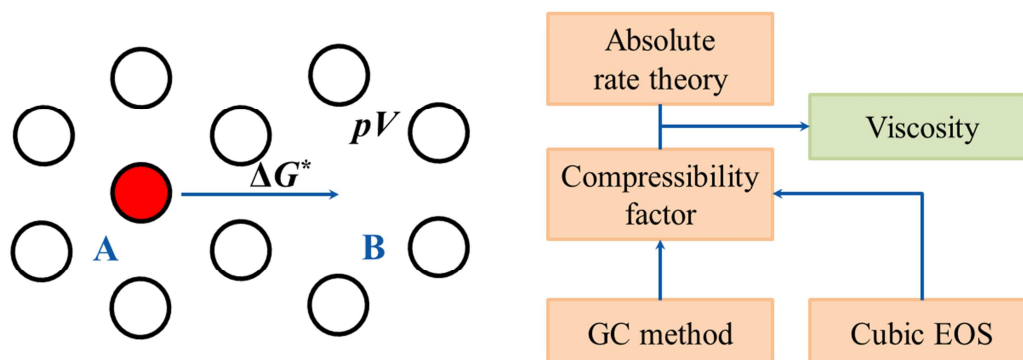 pV
ΔG*
A
B
Absolute
rate theory
Viscosity
Compressibility
factor
GC method
Cubic EOS